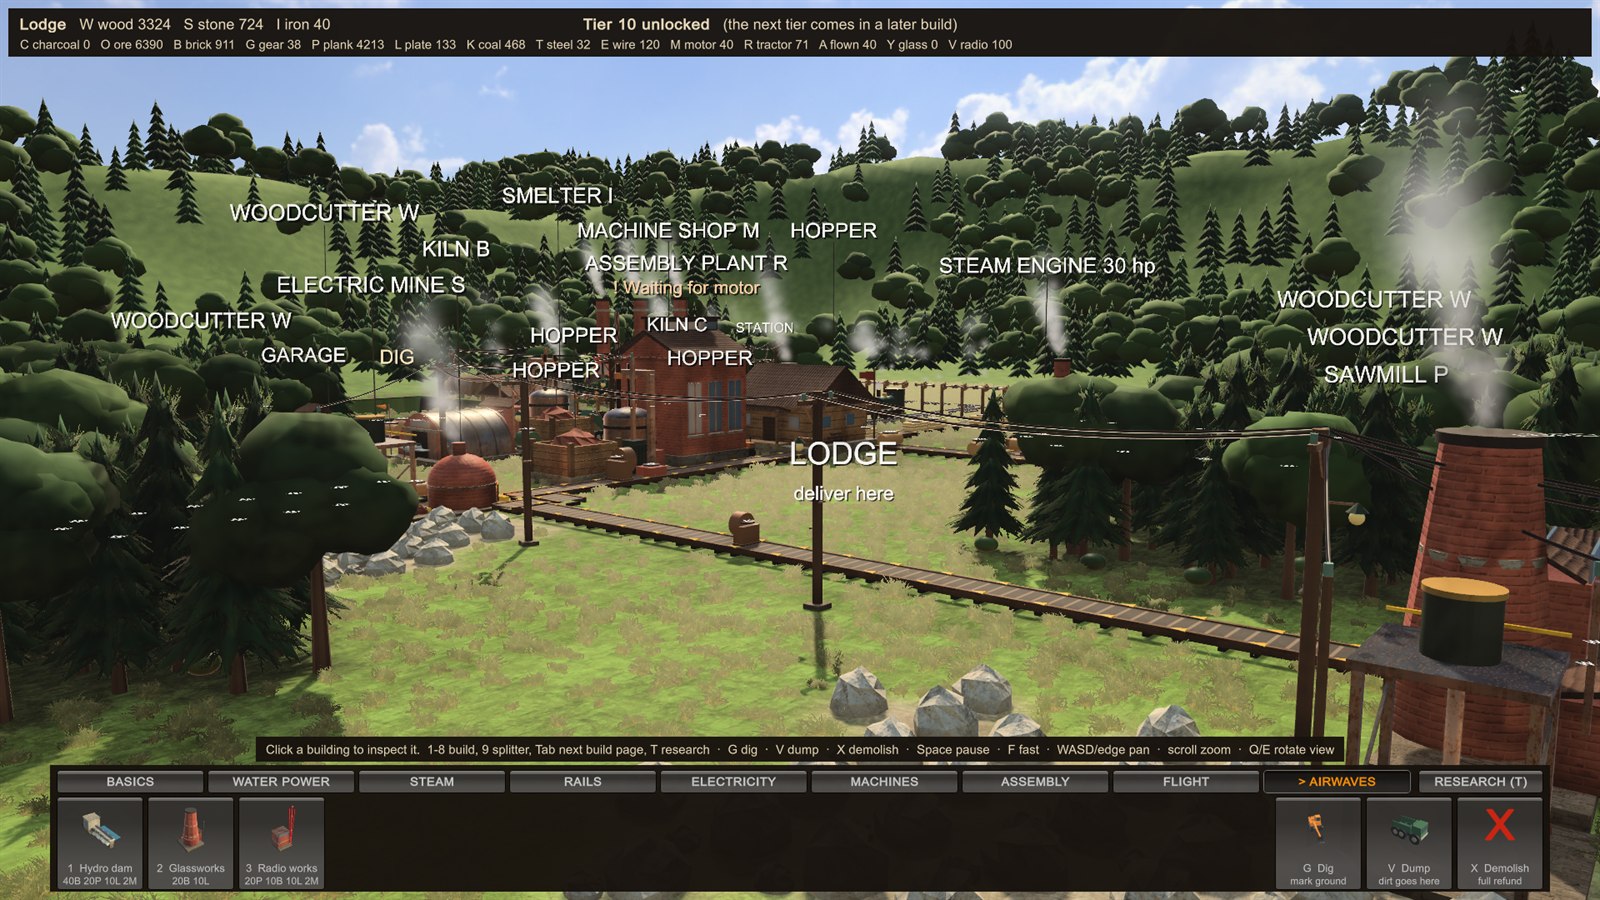 Lodge W wood 3324 S stone 724 I iron 40
Tier 10 unlocked (the next tier comes in a later build)
C charcoal 0 O ore 6390 B brick 911 G gear 38 P plank 4213 L plate 133 K coal 468 T steel 32 E wire 120 M motor 40 R tractor 71 A flown 40 Y glass 0 V radio 100
SMELTER I
WOODCUTTER W
MACHINE SHOP M
HOPPER
KILN B
ASSEMBLY PLANT R
STEAM ENGINE 30 hp
ELECTRIC MINE S
! Waiting for motor
WOODCUTTER W
WOODCUTTER W
KILN C
STATION
HOPPER
WOODCUTTER W
GARAGE
DIG
HOPPER
HOPPER
SAWMILL P
LODGE
deliver here
Click a building to inspect it. 1-8 build, 9 splitter, Tab next build page, T research · G dig · V dump · X demolish · Space pause · F fast · WASD/edge pan · scroll zoom · Q/E rotate view
BASICS
WATER POWER
STEAM
RAILS
ELECTRICITY
MACHINES
ASSEMBLY
FLIGHT
> AIRWAVES
RESEARCH (T)
1 Hydro dam
40B 20P 10L 2M
2 Glassworks
20B 10L
3 Radio works
20P 10B 10L 2M
G Dig
mark ground
V Dump
dirt goes here
X Demolish
full refund